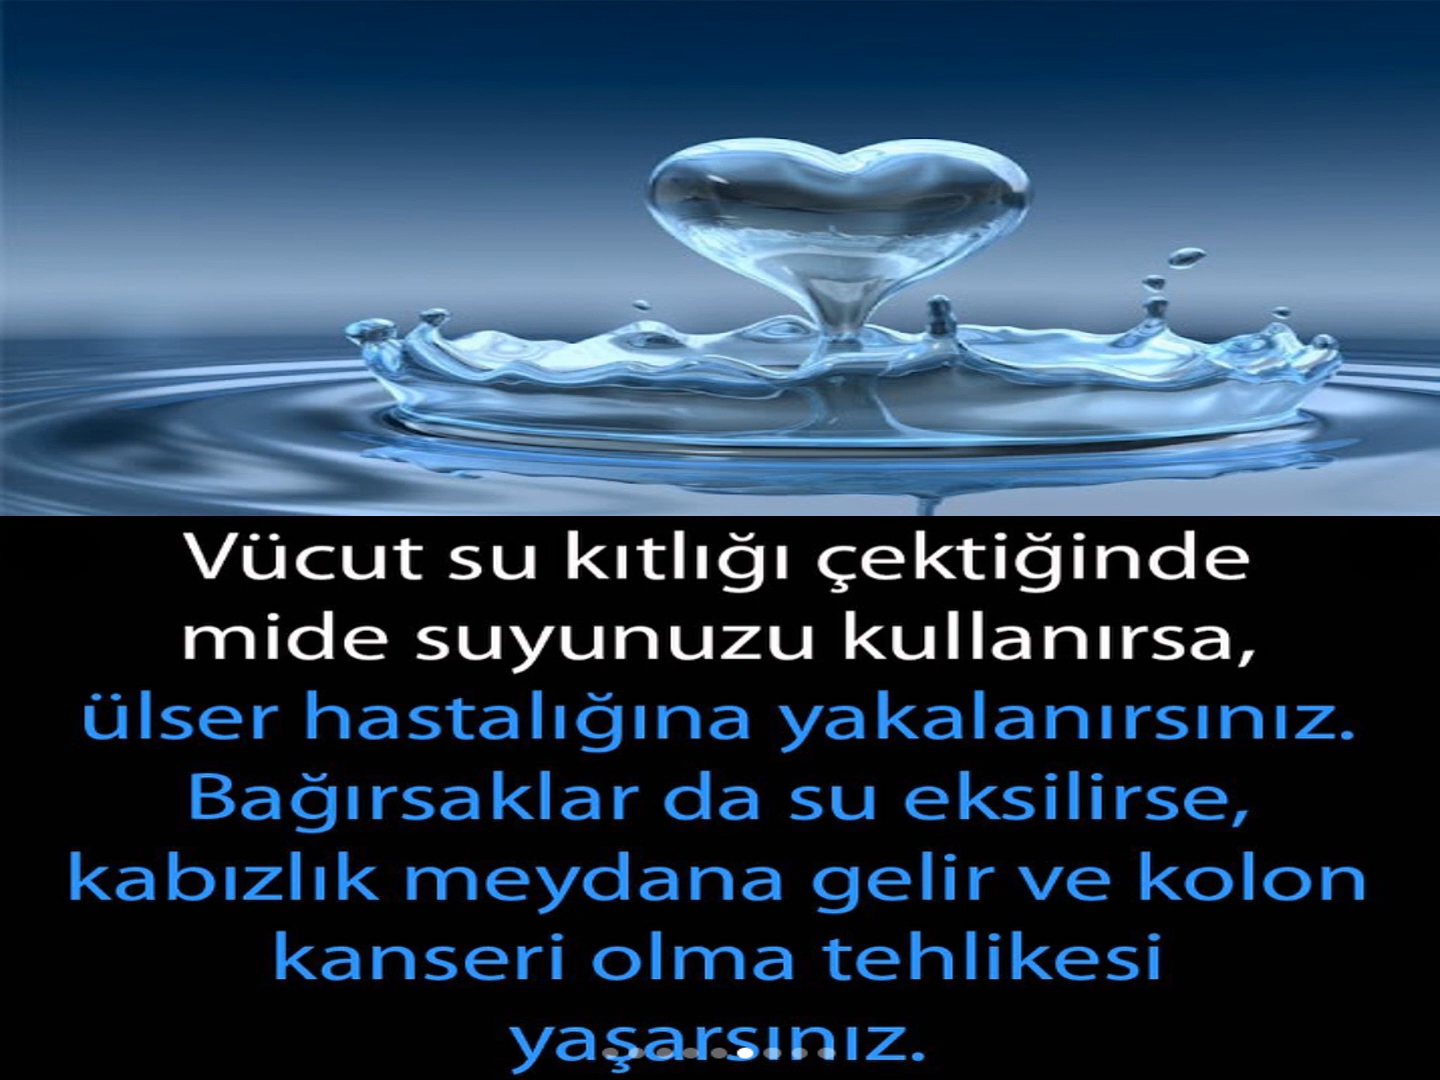 Vücut su kıtlığı çektiğinde
mide suyunuzu kullanırsa,
ülser hastalığına yakalanırsınız.
Bağırsaklar da su eksilirse,
kabızlık meydana gelir ve kolon
kanseri olma tehlikesi
yaşarsınız.